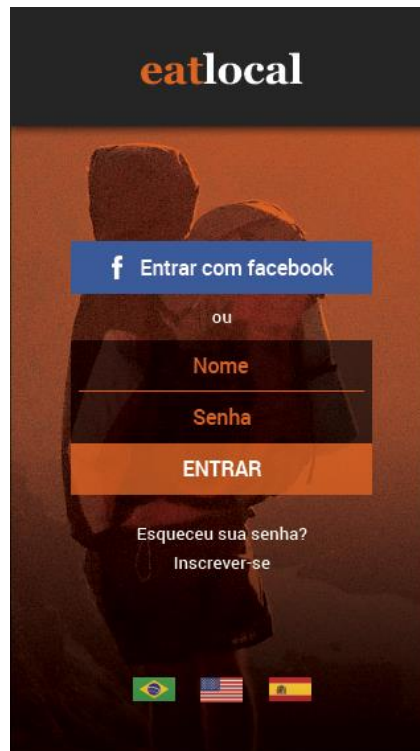 eatlocal
f Entrar com facebook
ou
Nome
Senha
ENTRAR
Esqueceu sua senha?
Inscrever-se